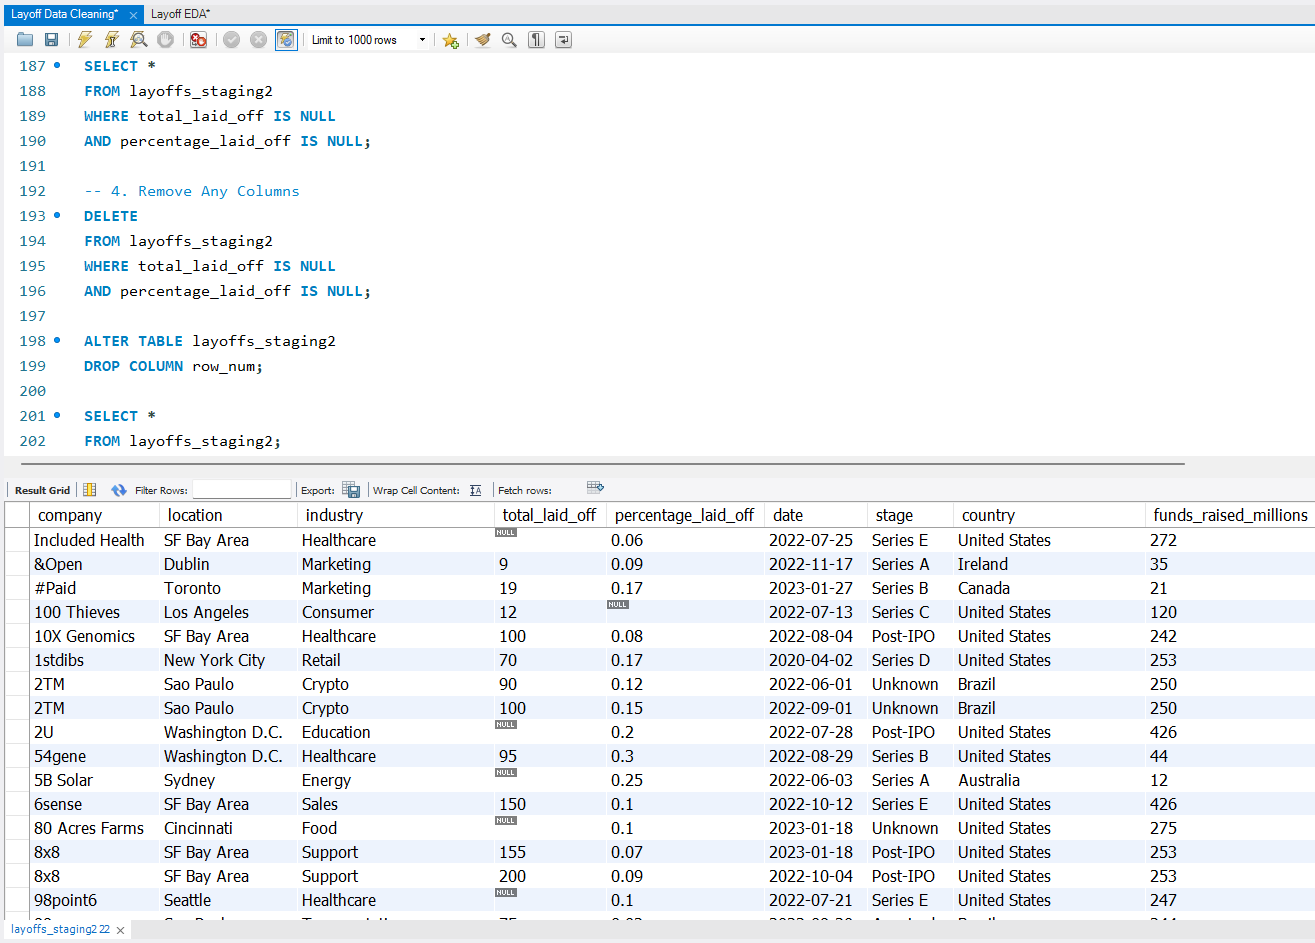 Layoff Data Cleaning* × Layoff EDA*
Limit to 1000 rows
187 SELECT *
188 FROM layoffs_staging2
189 WHERE total_laid_off IS NULL
190 AND percentage_laid_off IS NULL;
191
192 -- 4. Remove Any Columns
193 DELETE
194 FROM layoffs_staging2
195 WHERE total_laid_off IS NULL
196 AND percentage_laid_off IS NULL;
197
198 ALTER TABLE layoffs_staging2
199 DROP COLUMN row_num;
200
201 SELECT *
202 FROM layoffs_staging2;
Result Grid Filter Rows: Export: Wrap Cell Content: Fetch rows:
company location industry total_laid_off percentage_laid_off date stage country funds_raised_millions
Included Health SF Bay Area Healthcare NULL 0.06 2022-07-25 Series E United States 272
&Open Dublin Marketing 9 0.09 2022-11-17 Series A Ireland 35
#Paid Toronto Marketing 19 0.17 2023-01-27 Series B Canada 21
100 Thieves Los Angeles Consumer 12 NULL 2022-07-13 Series C United States 120
10X Genomics SF Bay Area Healthcare 100 0.08 2022-08-04 Post-IPO United States 242
1stdibs New York City Retail 70 0.17 2020-04-02 Series D United States 253
2TM Sao Paulo Crypto 90 0.12 2022-06-01 Unknown Brazil 250
2TM Sao Paulo Crypto 100 0.15 2022-09-01 Unknown Brazil 250
2U Washington D.C. Education NULL 0.2 2022-07-28 Post-IPO United States 426
54gene Washington D.C. Healthcare 95 0.3 2022-08-29 Series B United States 44
5B Solar Sydney Energy NULL 0.25 2022-06-03 Series A Australia 12
6sense SF Bay Area Sales 150 0.1 2022-10-12 Series E United States 426
80 Acres Farms Cincinnati Food NULL 0.1 2023-01-18 Unknown United States 275
8x8 SF Bay Area Support 155 0.07 2023-01-18 Post-IPO United States 253
8x8 SF Bay Area Support 200 0.09 2022-10-04 Post-IPO United States 253
98point6 Seattle Healthcare NULL 0.1 2022-07-21 Series E United States 247
layoffs_staging2 22 ×